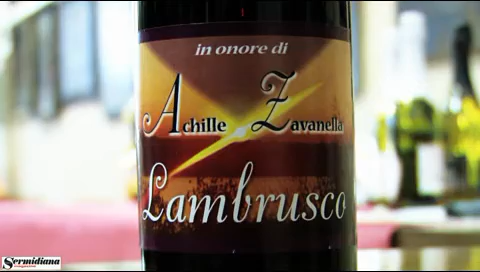 in onore di
Achille Zavanella
Lambrusco
Sermidiana